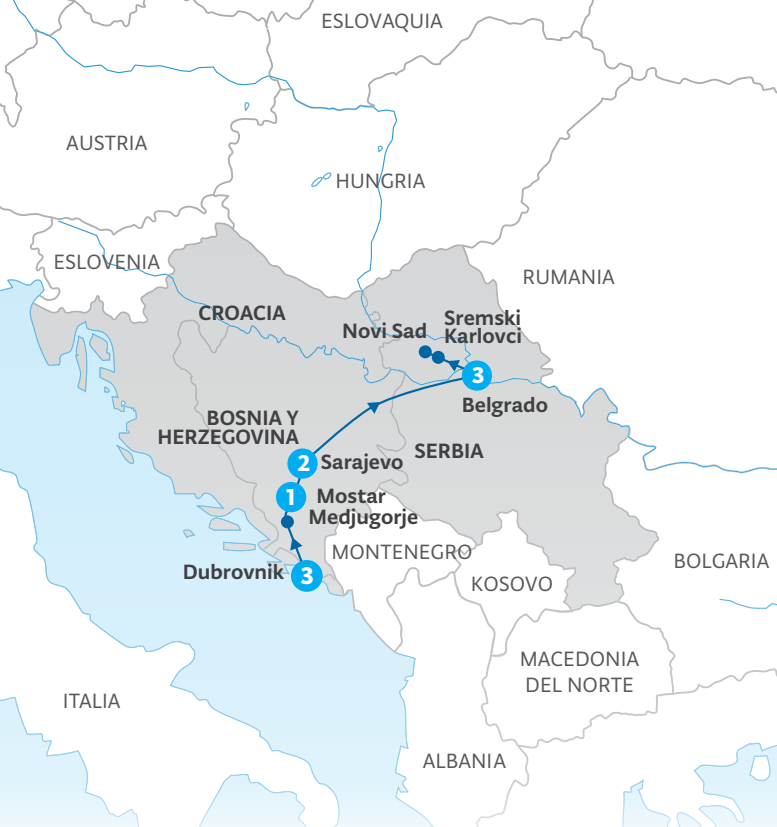 ESLOVAQUIA
AUSTRIA
HUNGRIA
ESLOVENIA
RUMANIA
CROACIA
Novi Sad
Sremski
Karlovci
3
Belgrado
BOSNIA Y
HERZEGOVINA
2 Sarajevo
SERBIA
1 Mostar
Medjugorje
MONTENEGRO
Dubrovnik 3
KOSOVO
BOLGARIA
MACEDONIA
DEL NORTE
ITALIA
ALBANIA